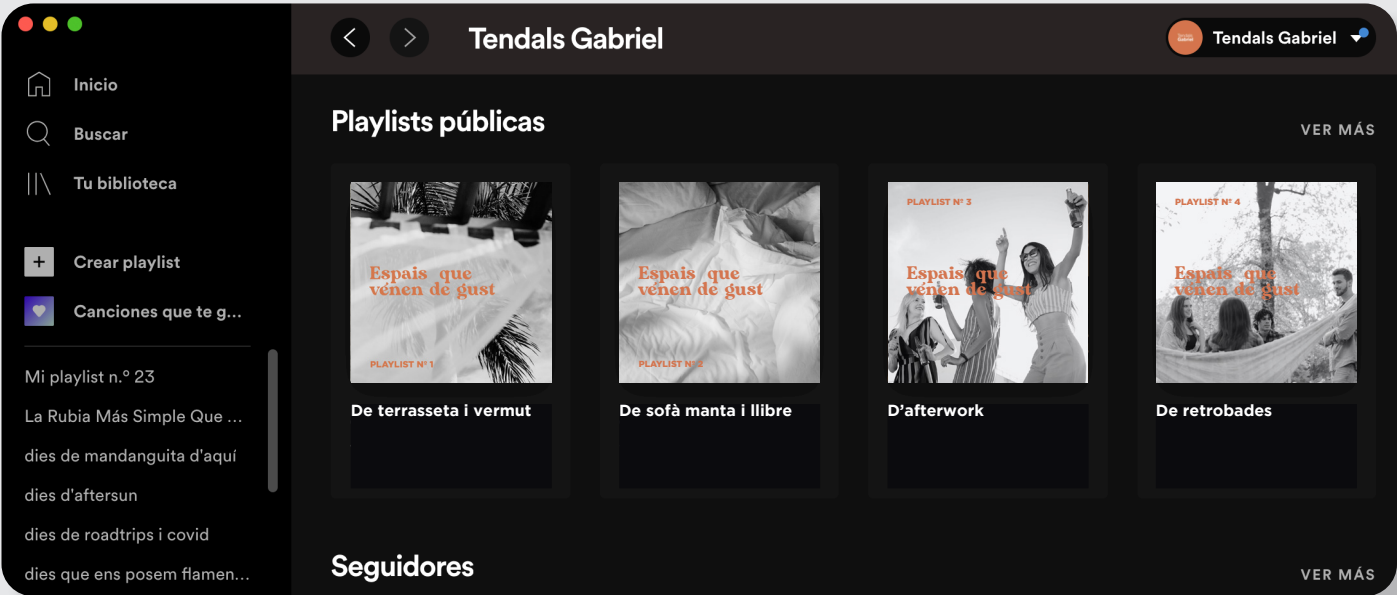 Inicio
Buscar
Tu biblioteca
Crear playlist
Canciones que te g...
Mi playlist n.º 23
La Rubia Más Simple Que ...
dies de mandanguita d'aquí
dies d'aftersun
dies de roadtrips i covid
dies que ens posem flamen...
Tendals Gabriel
Tendals Gabriel
Playlists públicas
VER MÁS
Espais que
vénen de gust
PLAYLIST Nº 1
De terrasseta i vermut
Espais que
vénen de gust
PLAYLIST Nº 2
De sofà manta i llibre
PLAYLIST Nº 3
Espais que
vénen de gust
D’afterwork
PLAYLIST Nº 4
Espais que
vénen de gust
De retrobades
Seguidores
VER MÁS